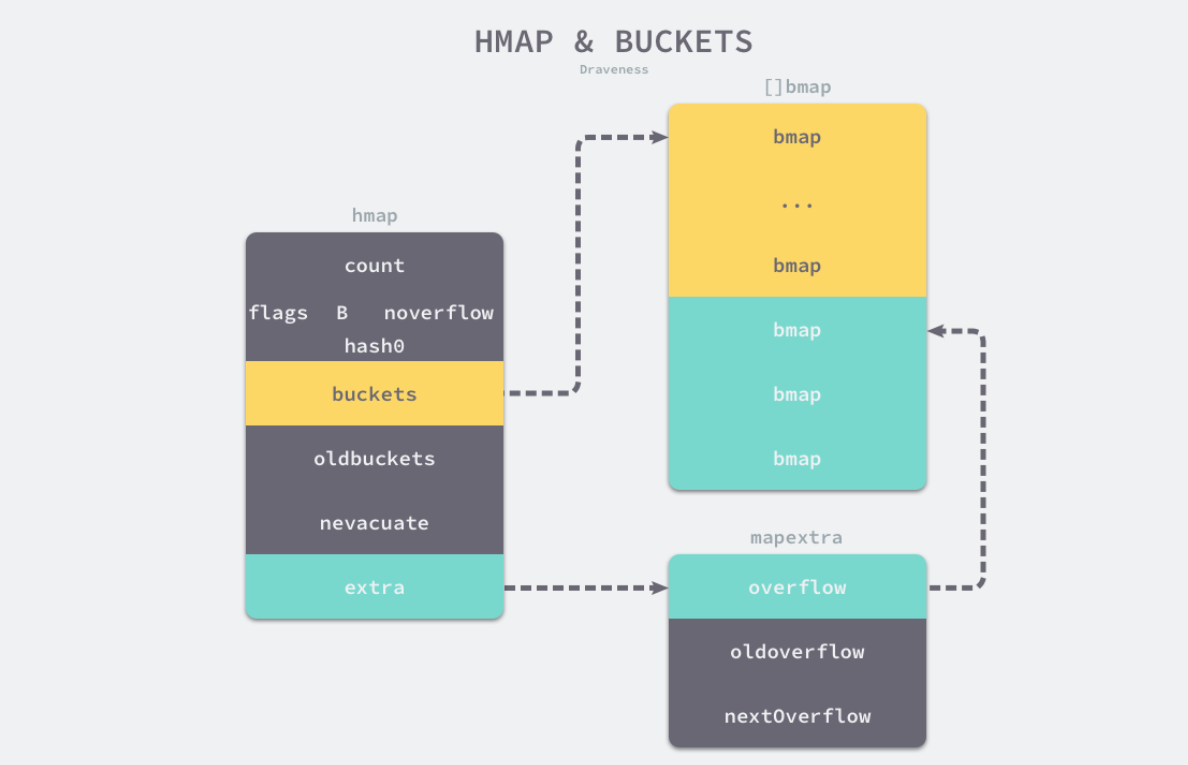 HMAP & BUCKETS
Draveness
[]bmap
bmap
...
bmap
bmap
bmap
bmap
hmap
count
flags B noverflow
hash0
buckets
oldbuckets
nevacuate
extra
mapextra
overflow
oldoverflow
nextOverflow